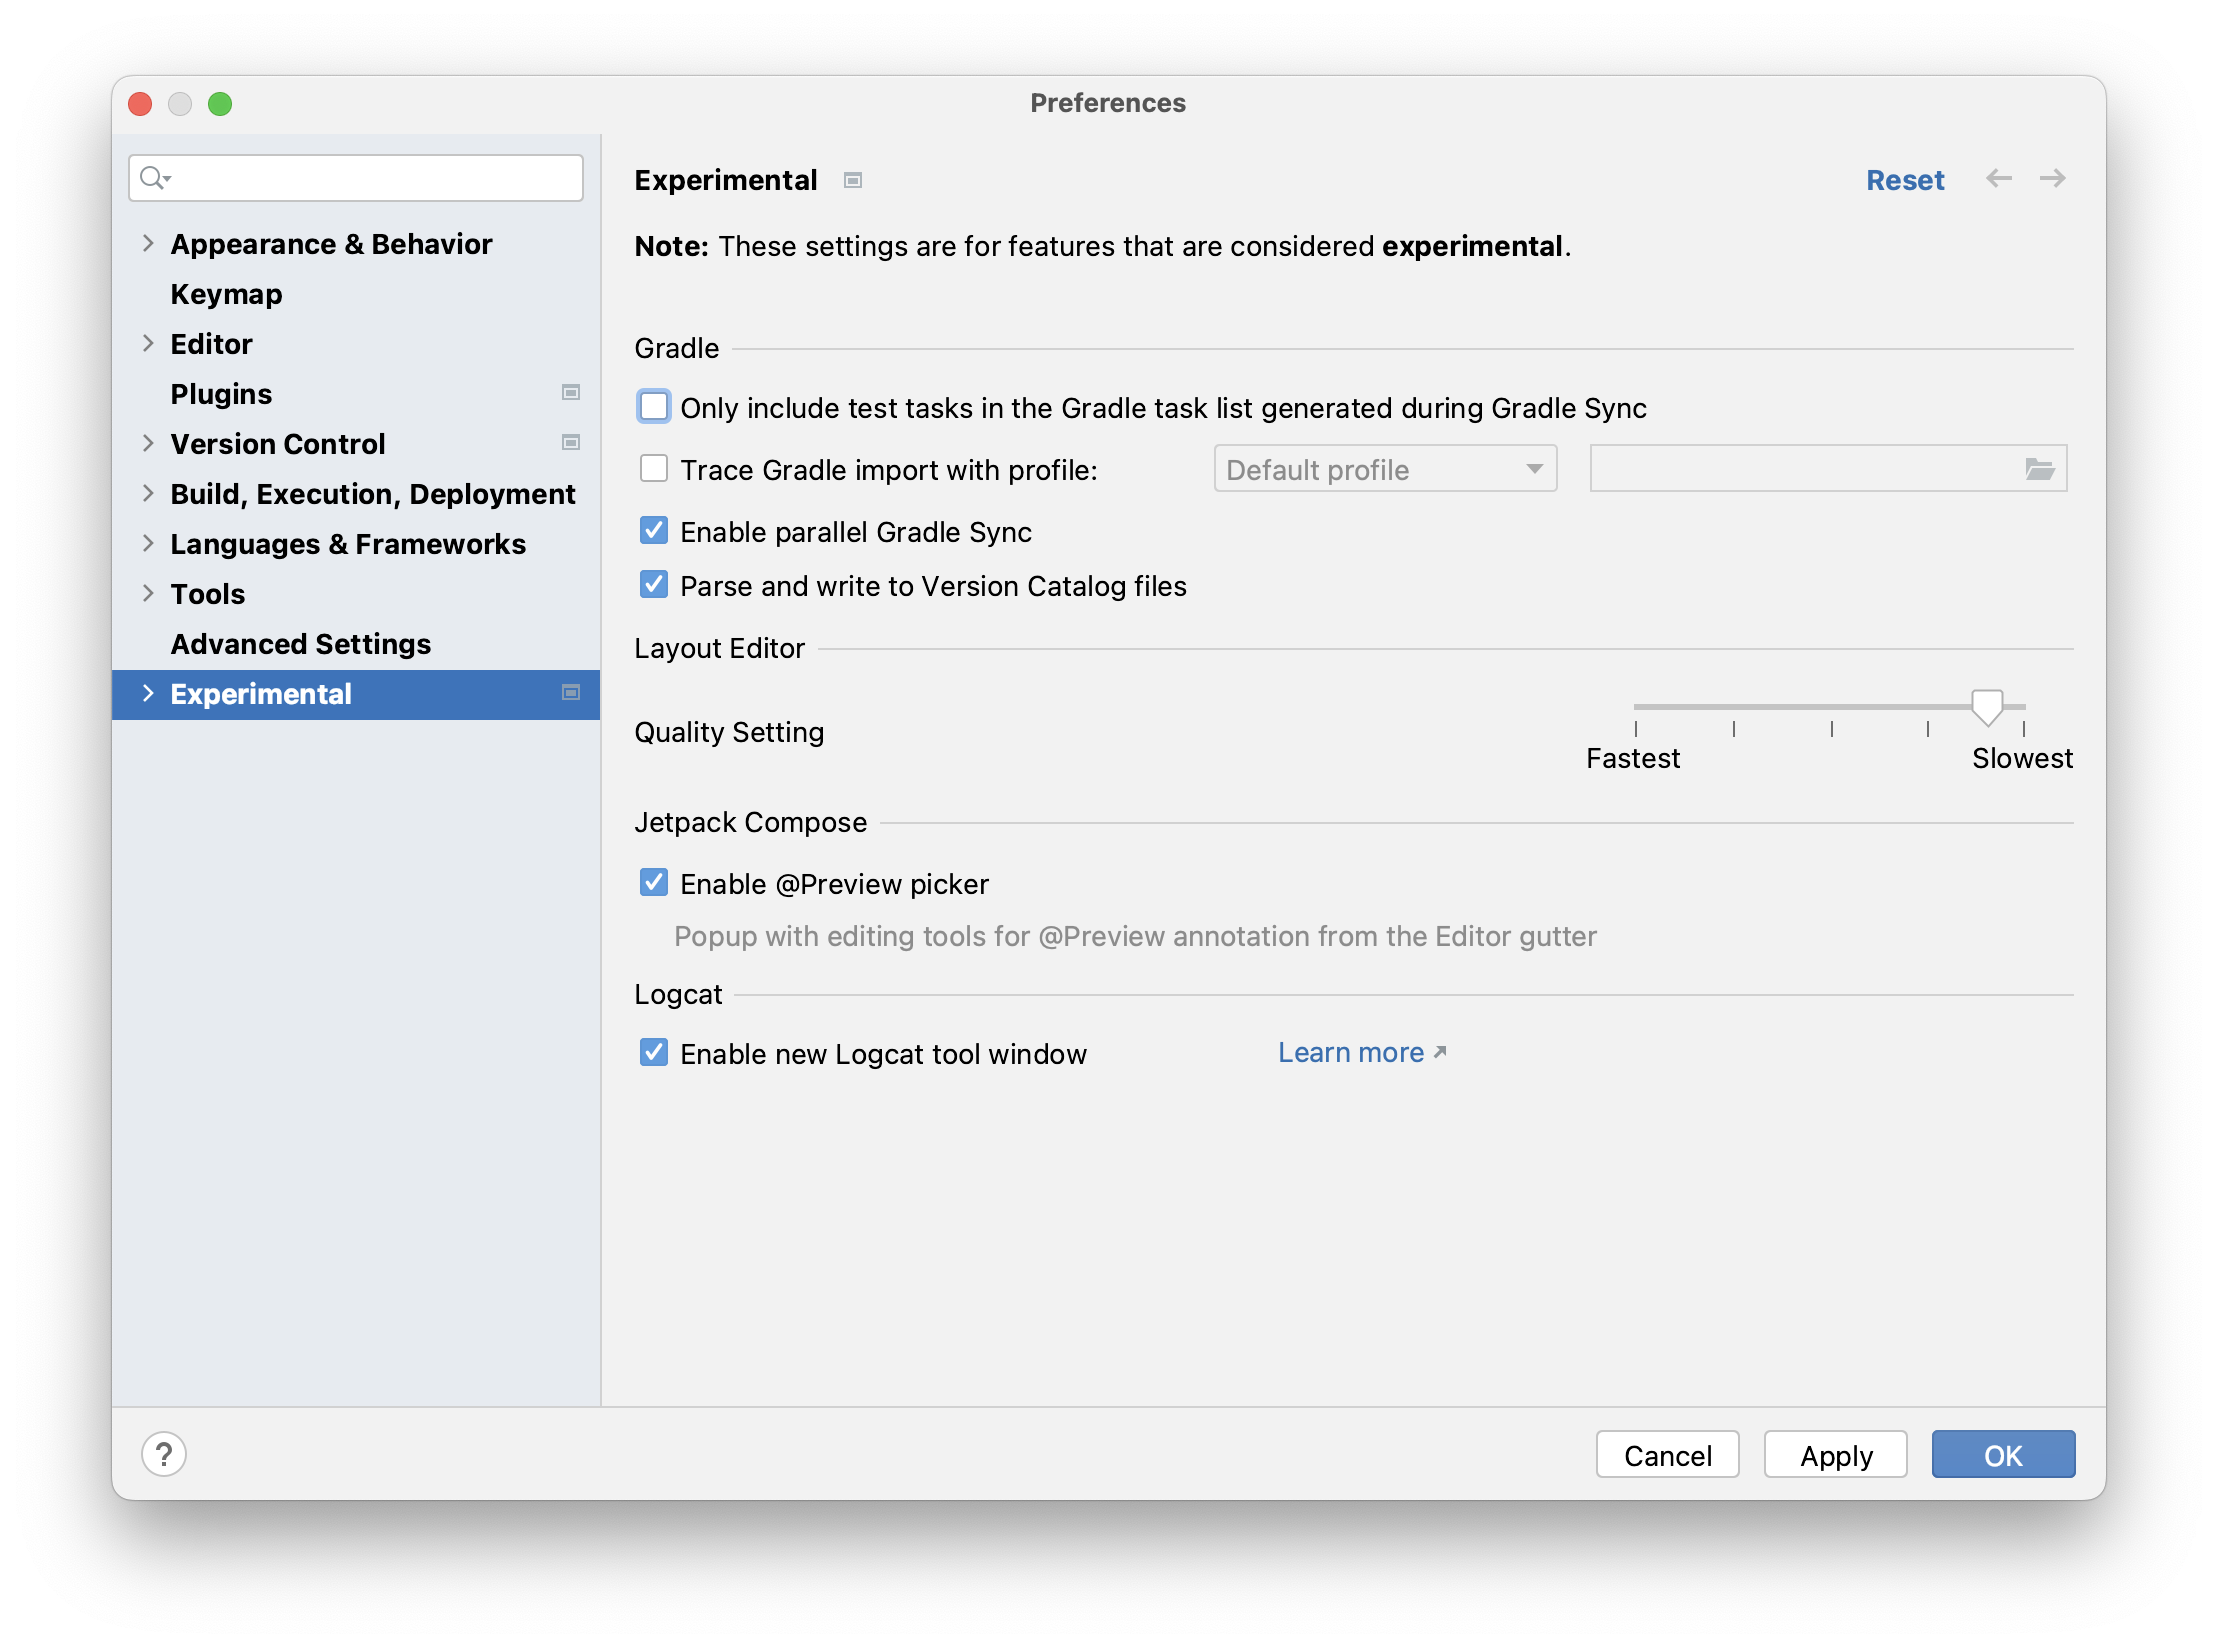 Preferences
Appearance & Behavior
Keymap
Editor
Plugins
Version Control
Build, Execution, Deployment
Languages & Frameworks
Tools
Advanced Settings
Experimental
Experimental
Reset
Note: These settings are for features that are considered experimental.
Gradle
Only include test tasks in the Gradle task list generated during Gradle Sync
Trace Gradle import with profile: Default profile
Enable parallel Gradle Sync
Parse and write to Version Catalog files
Layout Editor
Quality Setting
Fastest Slowest
Jetpack Compose
Enable @Preview picker
Popup with editing tools for @Preview annotation from the Editor gutter
Logcat
Enable new Logcat tool window Learn more
? Cancel Apply OK